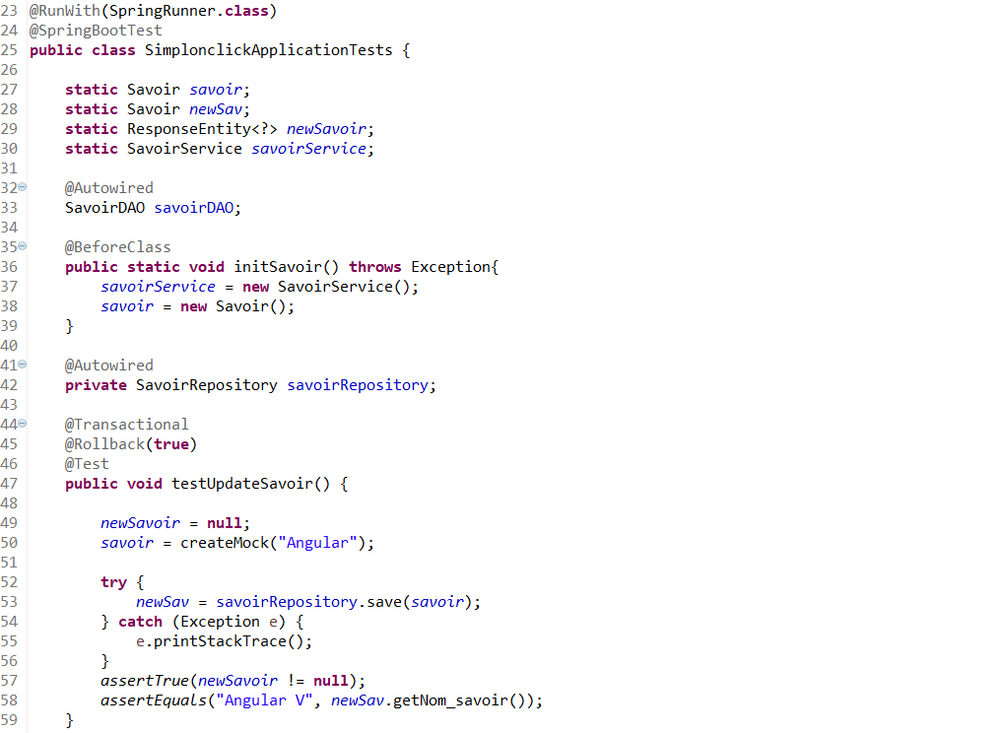 23 @RunWith(SpringRunner.class)
24 @SpringBootTest
25 public class SimplonclickApplicationTests {
26
27     static Savoir savoir;
28     static Savoir newSav;
29     static ResponseEntity<?> newSavoir;
30     static SavoirService savoirService;
31
32     @Autowired
33     SavoirDAO savoirDAO;
34
35     @BeforeClass
36     public static void initSavoir() throws Exception{
37         savoirService = new SavoirService();
38         savoir = new Savoir();
39     }
40
41     @Autowired
42     private SavoirRepository savoirRepository;
43
44     @Transactional
45     @Rollback(true)
46     @Test
47     public void testUpdateSavoir() {
48
49         newSavoir = null;
50         savoir = createMock("Angular");
51
52         try {
53             newSav = savoirRepository.save(savoir);
54         } catch (Exception e) {
55             e.printStackTrace();
56         }
57         assertTrue(newSavoir != null);
58         assertEquals("Angular V", newSav.getNom_savoir());
59     }